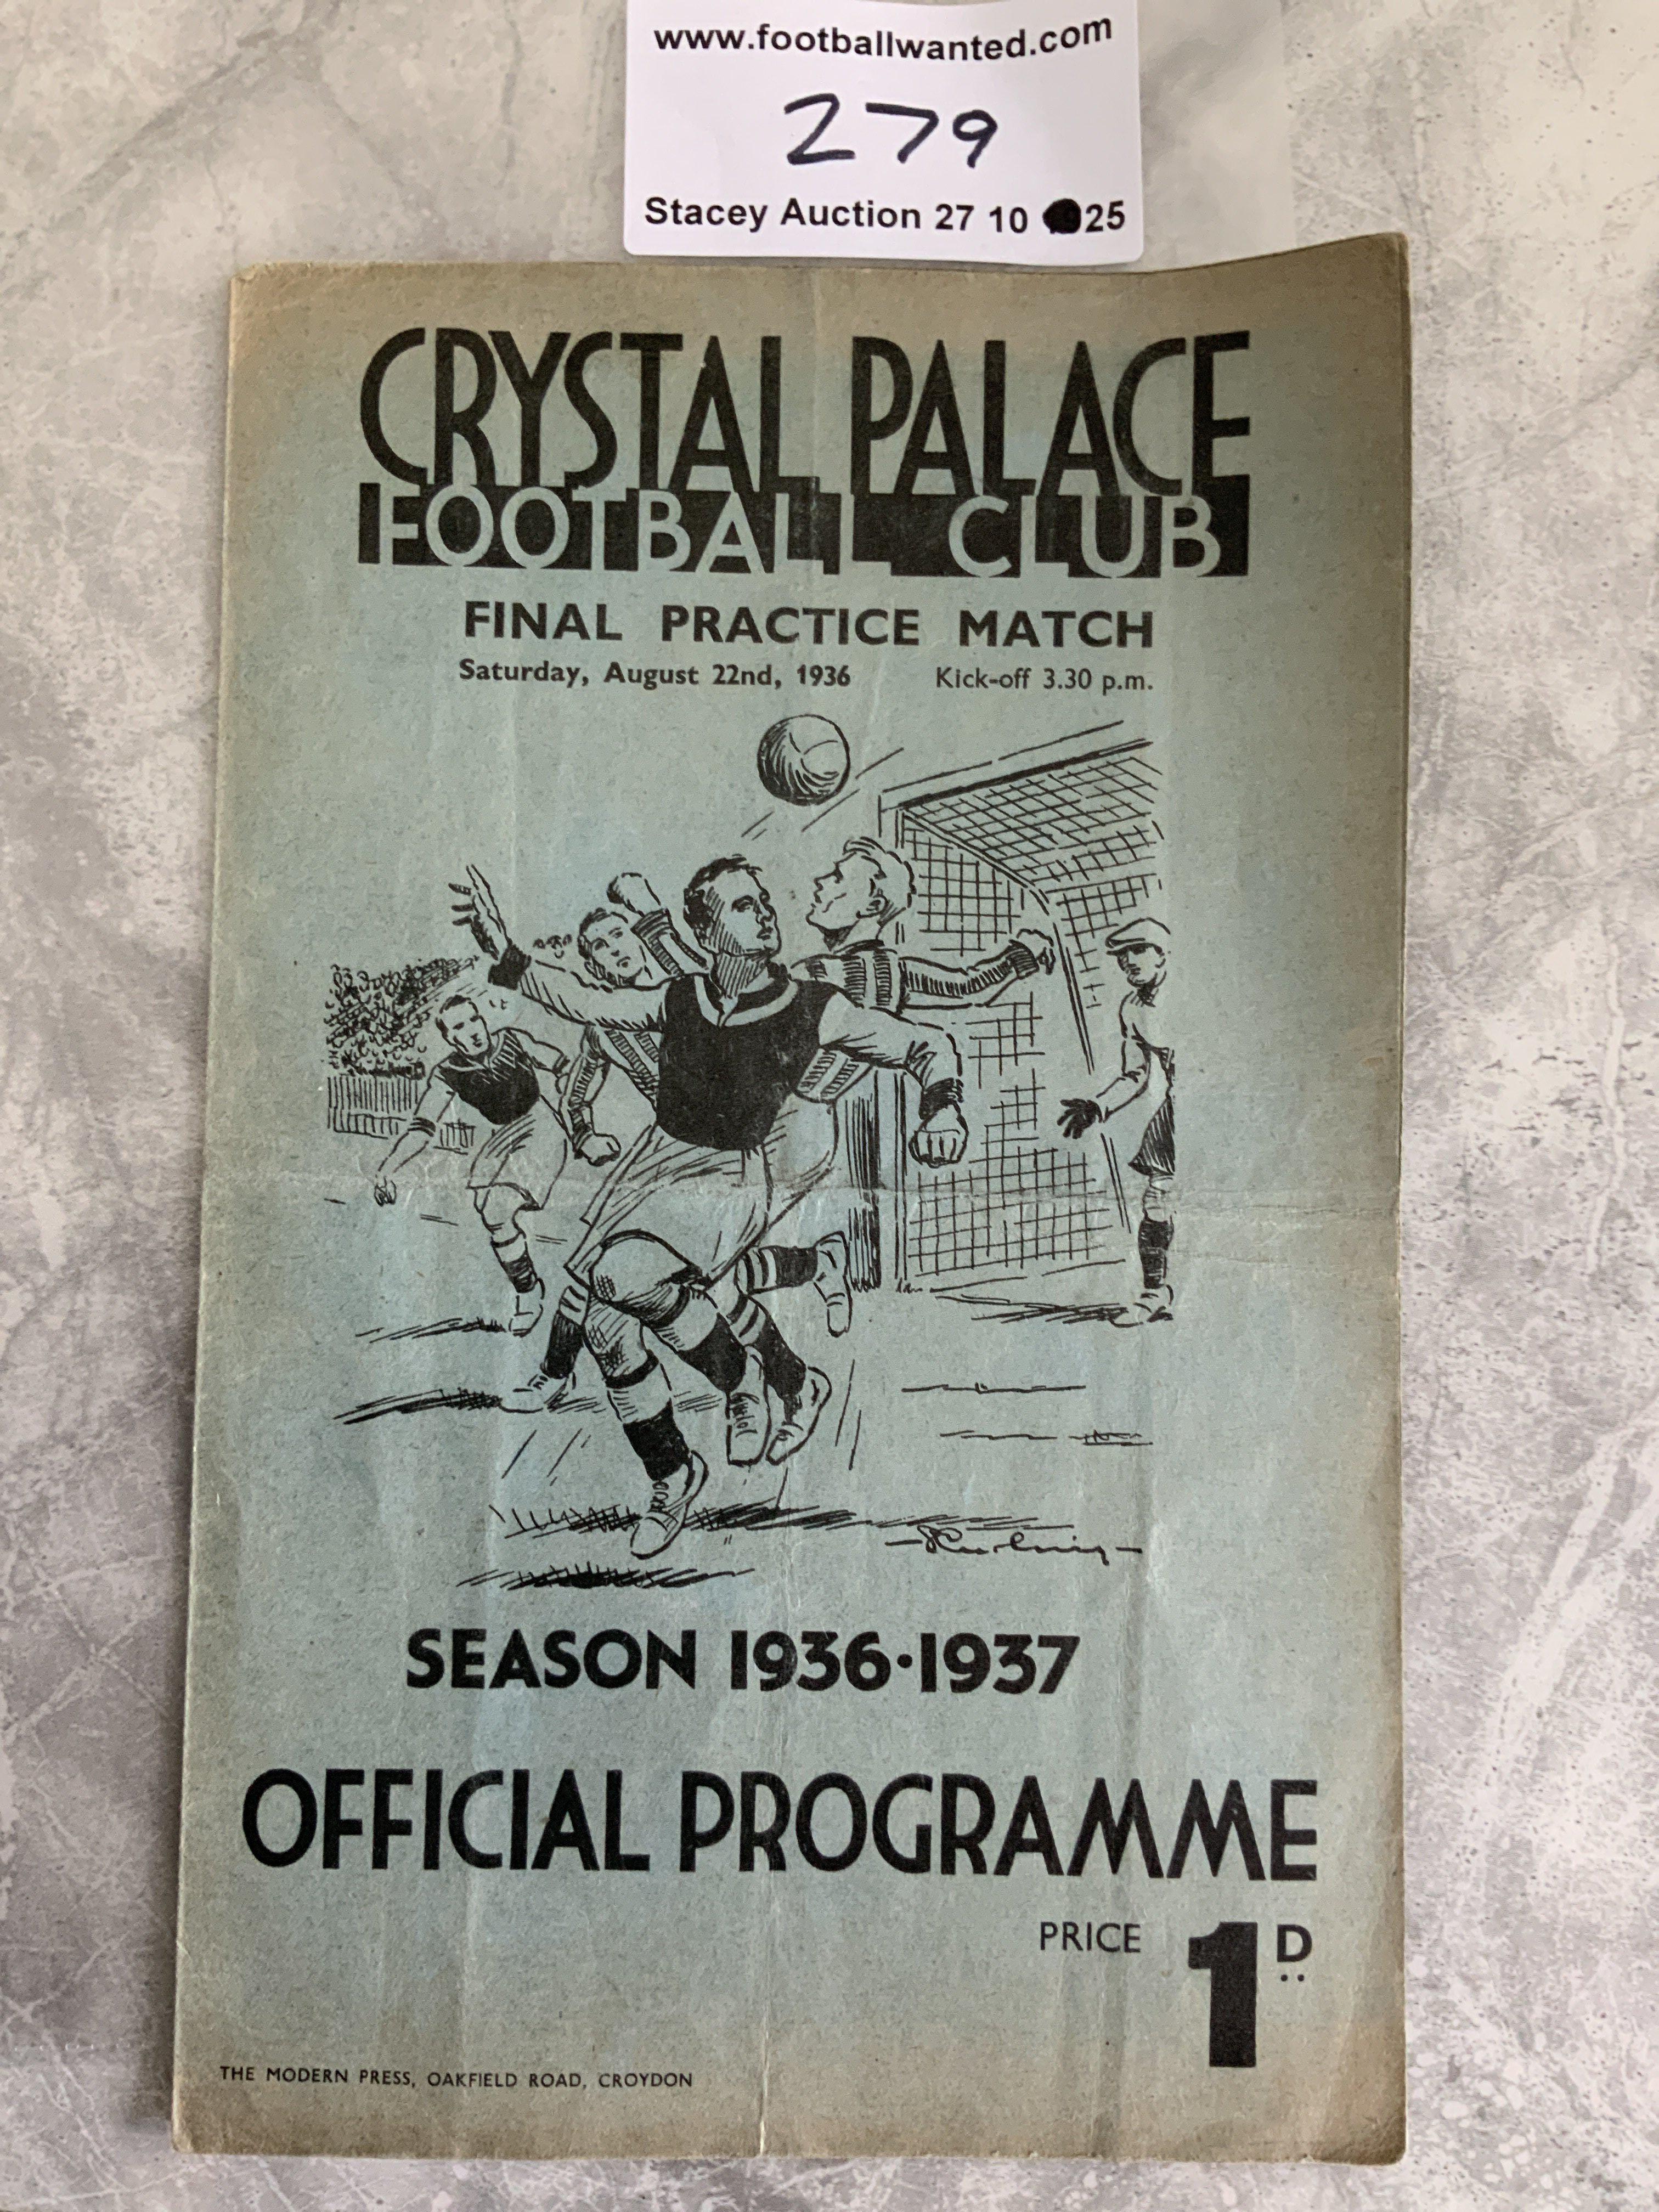 www.footballwanted.com
279
Stacey Auction 27 10 25
CRYSTAL PALACE
FOOTBALL CLUB
FINAL PRACTICE MATCH
Saturday, August 22nd, 1936 Kick-off 3.30 p.m.
SEASON 1936·1937
OFFICIAL PROGRAMME
PRICE 1D
THE MODERN PRESS, OAKFIELD ROAD, CROYDON